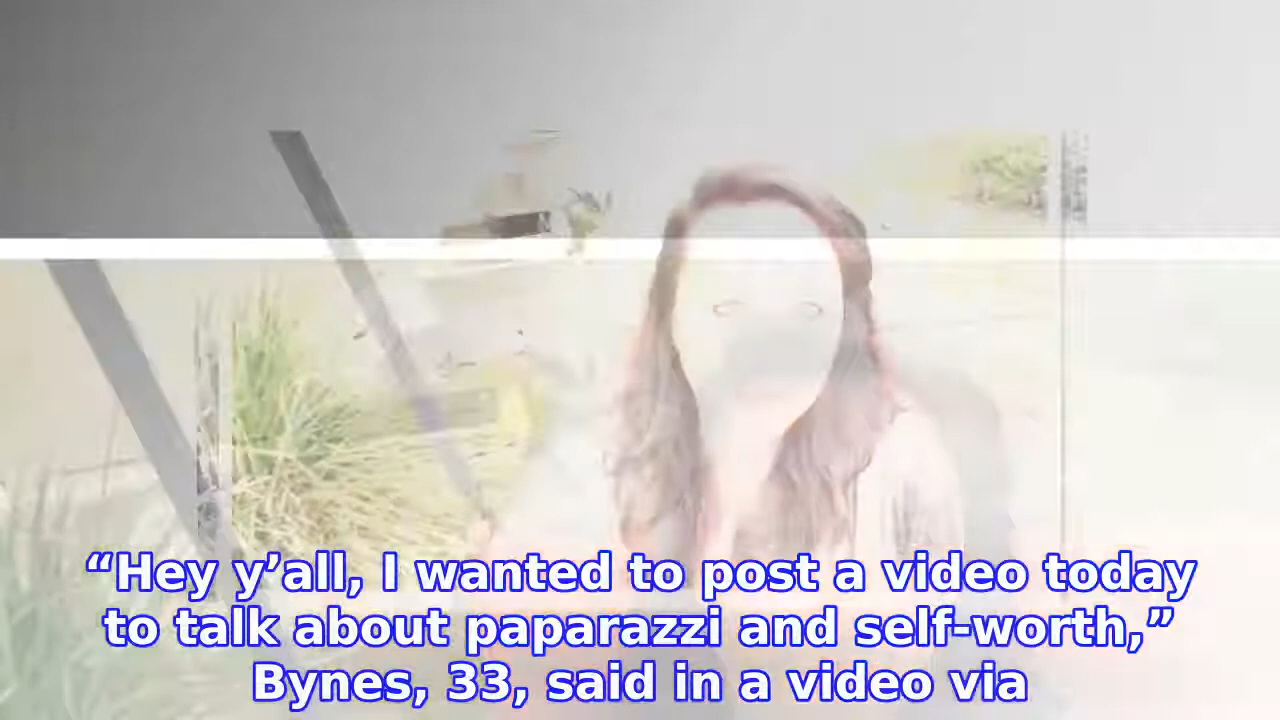 “Hey y’all, I wanted to post a video today
to talk about paparazzi and self-worth,”
Bynes, 33, said in a video via